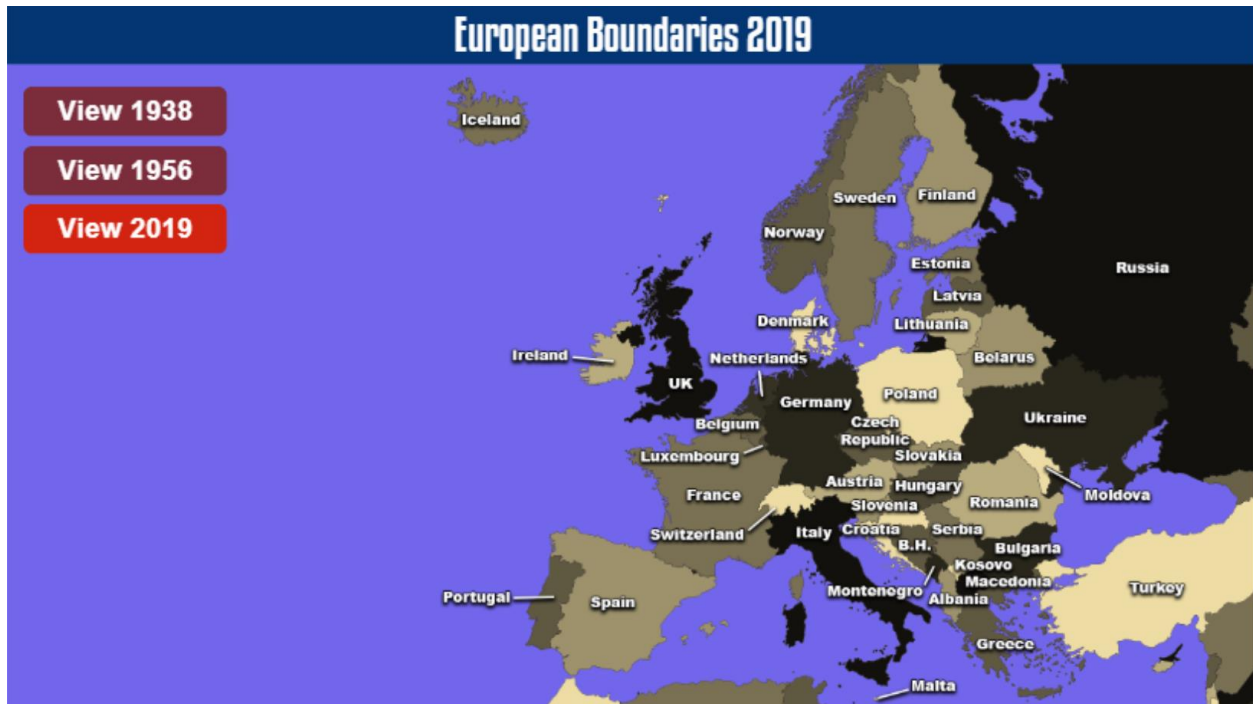 European Boundaries 2019
View 1938
View 1956
View 2019
Iceland
Sweden
Finland
Norway
Estonia
Russia
Latvia
Denmark
Lithuania
Ireland
Netherlands
Belarus
UK
Germany
Poland
Ukraine
Belgium
Czech
Republic
Luxembourg
Slovakia
Austria
Hungary
France
Moldova
Romania
Slovenia
Switzerland
Italy
Croatia
Serbia
B.H.
Bulgaria
Kosovo
Macedonia
Montenegro
Albania
Turkey
Portugal
Spain
Greece
Malta